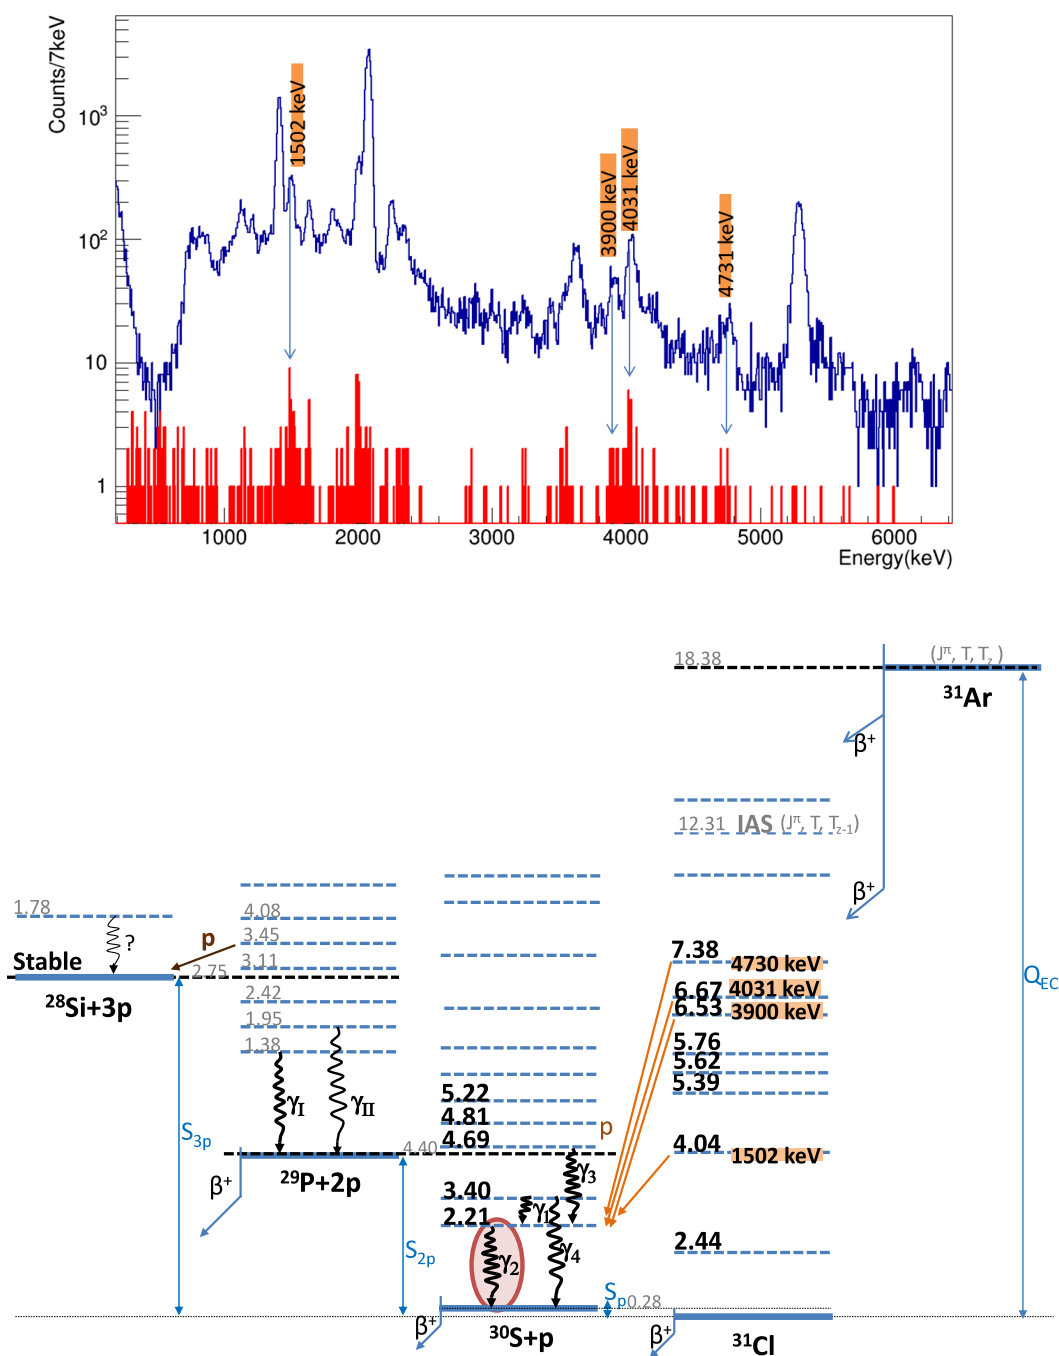 Counts/7keV
10³
10²
10
1
1502 keV
3900 keV
4031 keV
4731 keV
1000
2000
3000
4000
5000
6000
Energy(keV)
18.38
(Jπ, T, Tz )
³¹Ar
β⁺
12.31 IAS (Jπ, T, Tz-1)
β⁺
1.78
?
Stable
²⁸Si+3p
p
4.08
3.45
3.11
2.75
2.42
1.95
1.38
γI
γII
S3p
4.40
²⁹P+2p
β⁺
S2p
5.22
4.81
4.69
p
γ3
3.40
γ1
2.21
γ2
γ4
Sp
0.28
³⁰S+p
β⁺
7.38
4730 keV
6.67
4031 keV
6.53
3900 keV
5.76
5.62
5.39
4.04
1502 keV
2.44
³¹Cl
β⁺
QEC